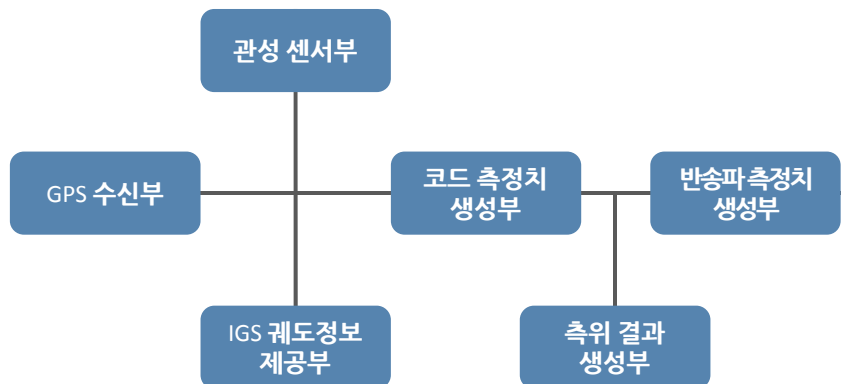 관성 센서부
GPS 수신부
코드 측정치
생성부
반송파 측정치
생성부
IGS 궤도정보
제공부
측위 결과
생성부